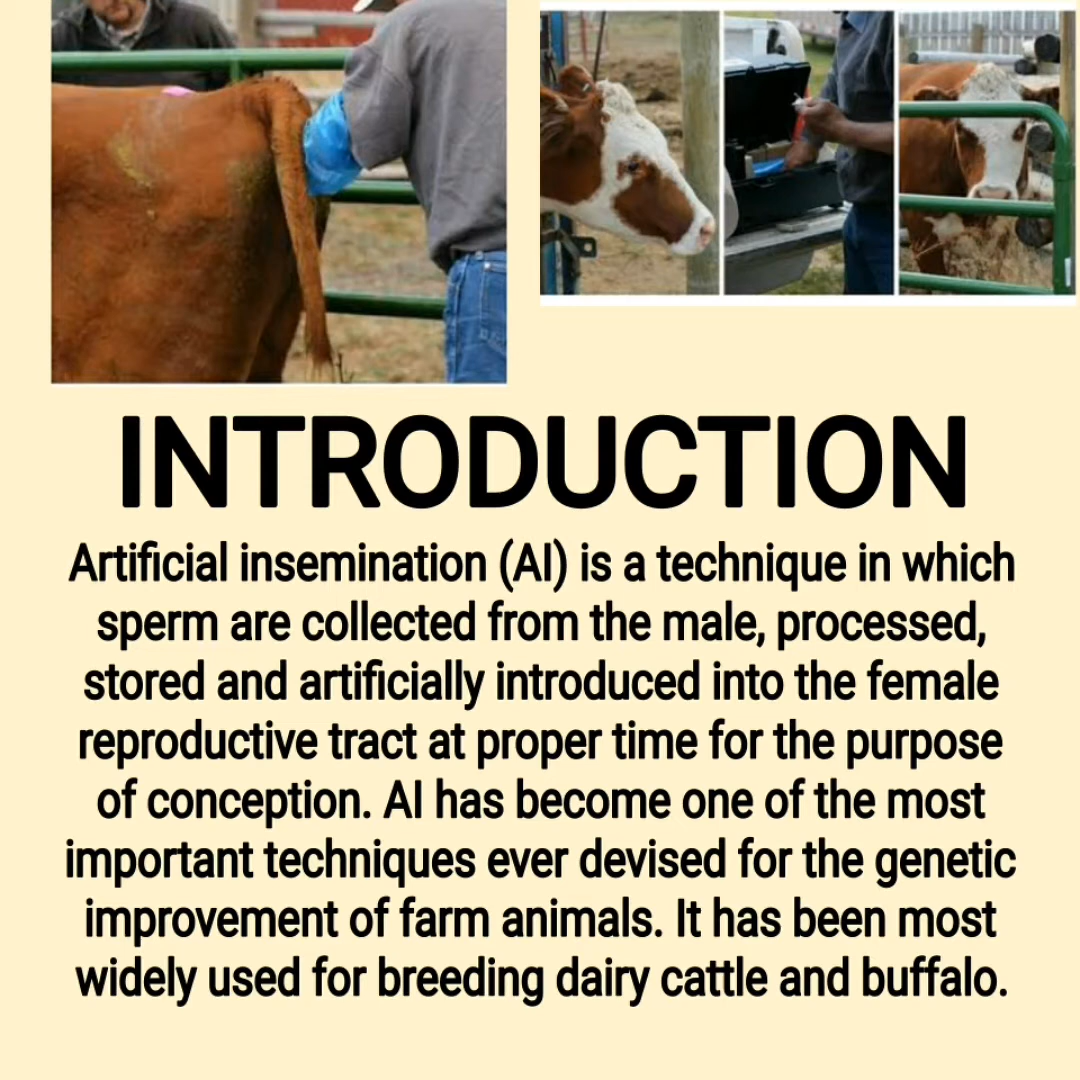 INTRODUCTION
Artificial insemination (AI) is a technique in which
sperm are collected from the male, processed,
stored and artificially introduced into the female
reproductive tract at proper time for the purpose
of conception. AI has become one of the most
important techniques ever devised for the genetic
improvement of farm animals. It has been most
widely used for breeding dairy cattle and buffalo.